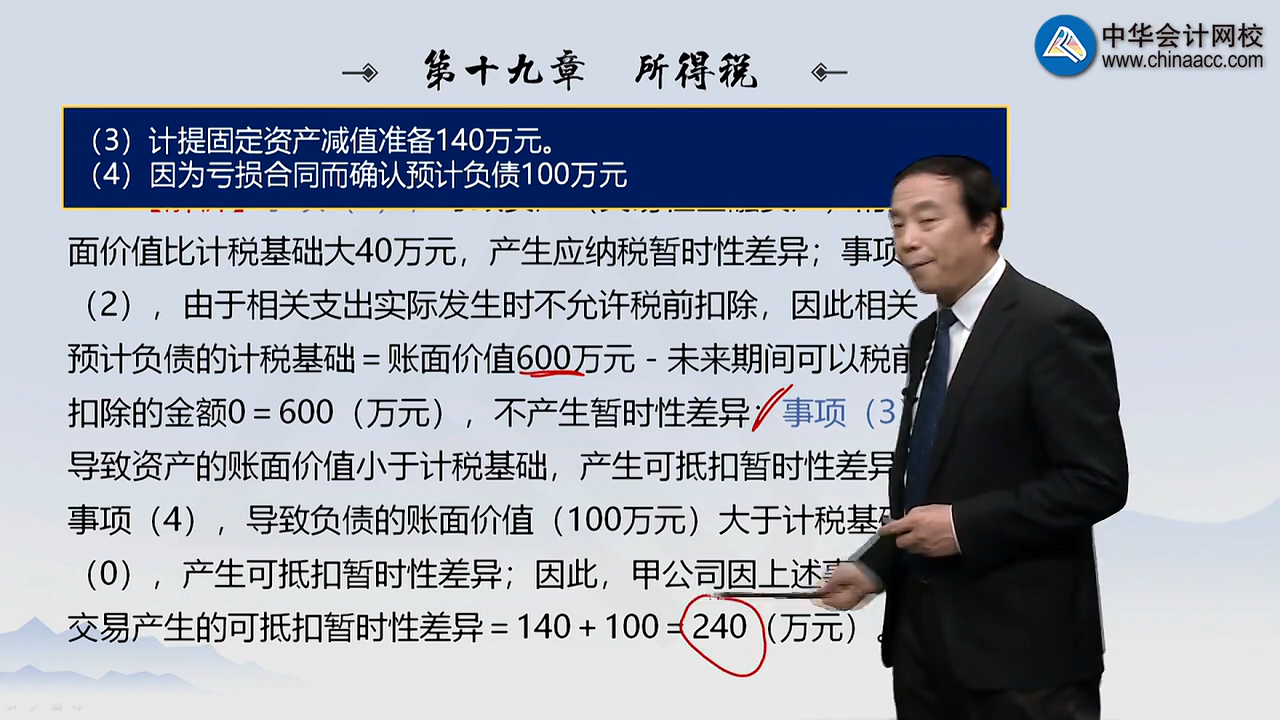 中华会计网校
www.chinaacc.com
第十九章 所得税
（3）计提固定资产减值准备140万元。
（4）因为亏损合同而确认预计负债100万元
面价值比计税基础大40万元，产生应纳税暂时性差异；事项
（2），由于相关支出实际发生时不允许税前扣除，因此相关
预计负债的计税基础＝账面价值600万元－未来期间可以税前
扣除的金额0＝600（万元），不产生暂时性差异；事项（3
导致资产的账面价值小于计税基础，产生可抵扣暂时性差异
事项（4），导致负债的账面价值（100万元）大于计税基础
（0），产生可抵扣暂时性差异；因此，甲公司因上述事
交易产生的可抵扣暂时性差异＝140＋100＝240（万元）。